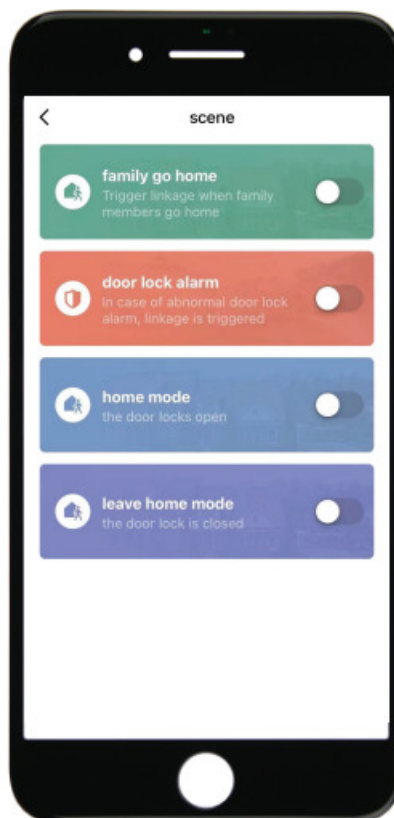 scene
family go home
Trigger linkage when family
members go home
door lock alarm
In case of abnormal door lock
alarm, linkage is triggered
home mode
the door locks open
leave home mode
the door lock is closed